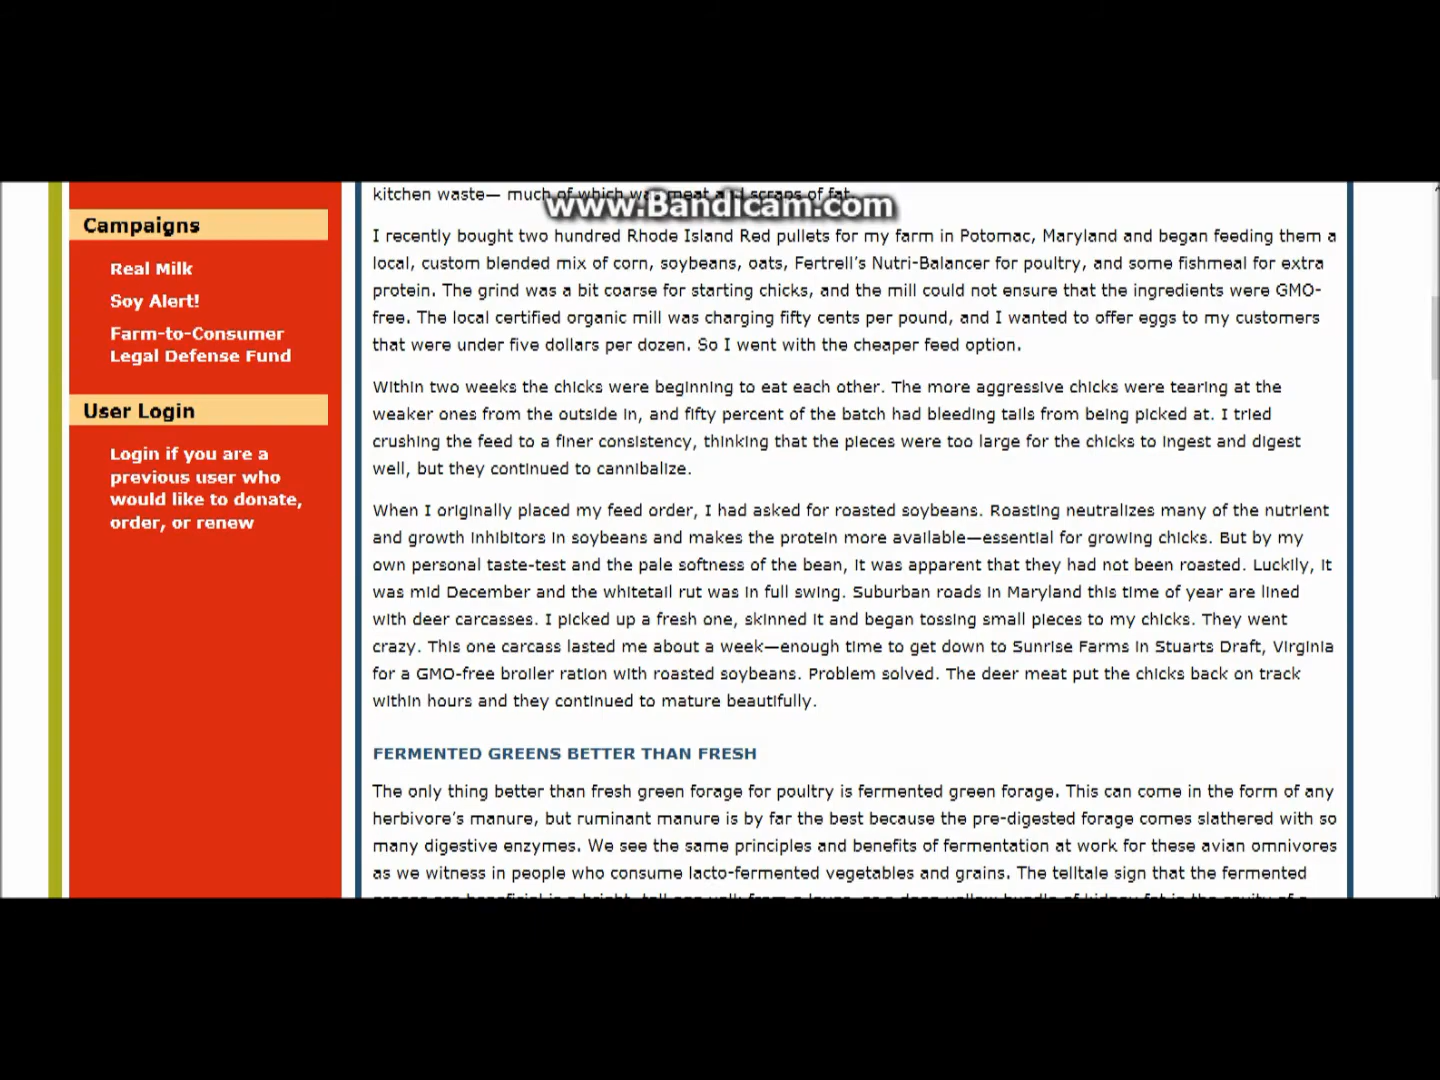 www.Bandicam.com
Campaigns
Real Milk
Soy Alert!
Farm-to-Consumer
Legal Defense Fund
User Login
Login if you are a
previous user who
would like to donate,
order, or renew
kitchen waste— much of which was meat and scraps of fat.
I recently bought two hundred Rhode Island Red pullets for my farm in Potomac, Maryland and began feeding them a
local, custom blended mix of corn, soybeans, oats, Fertrell's Nutri-Balancer for poultry, and some fishmeal for extra
protein. The grind was a bit coarse for starting chicks, and the mill could not ensure that the ingredients were GMO-
free. The local certified organic mill was charging fifty cents per pound, and I wanted to offer eggs to my customers
that were under five dollars per dozen. So I went with the cheaper feed option.
Within two weeks the chicks were beginning to eat each other. The more aggressive chicks were tearing at the
weaker ones from the outside in, and fifty percent of the batch had bleeding tails from being picked at. I tried
crushing the feed to a finer consistency, thinking that the pieces were too large for the chicks to ingest and digest
well, but they continued to cannibalize.
When I originally placed my feed order, I had asked for roasted soybeans. Roasting neutralizes many of the nutrient
and growth inhibitors in soybeans and makes the protein more available—essential for growing chicks. But by my
own personal taste-test and the pale softness of the bean, it was apparent that they had not been roasted. Luckily, it
was mid December and the whitetail rut was in full swing. Suburban roads in Maryland this time of year are lined
with deer carcasses. I picked up a fresh one, skinned it and began tossing small pieces to my chicks. They went
crazy. This one carcass lasted me about a week—enough time to get down to Sunrise Farms in Stuarts Draft, Virginia
for a GMO-free broiler ration with roasted soybeans. Problem solved. The deer meat put the chicks back on track
within hours and they continued to mature beautifully.
FERMENTED GREENS BETTER THAN FRESH
The only thing better than fresh green forage for poultry is fermented green forage. This can come in the form of any
herbivore's manure, but ruminant manure is by far the best because the pre-digested forage comes slathered with so
many digestive enzymes. We see the same principles and benefits of fermentation at work for these avian omnivores
as we witness in people who consume lacto-fermented vegetables and grains. The telltale sign that the fermented